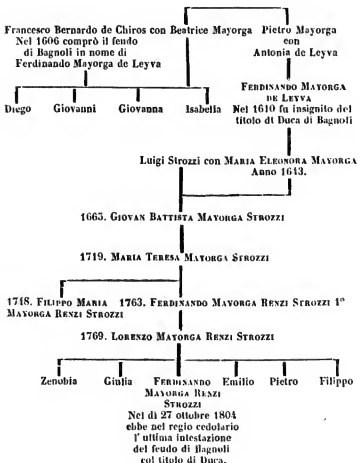 Francesco Bernardo de Chiros con Beatrice Mayorga
Nel 1606 comprò il feudo
di Bagnoli in nome di
Ferdinando Mayorga de Leyva
Pietro Mayorga
con
Antonia de Leyva
Diego Giovanni Giovanna Isabella
FERDINANDO MAYORGA
DE LEYVA
Nel 1610 fu insignito del
titolo di Duca di Bagnoli
Luigi Strozzi con MARIA ELEONORA MAYORGA
Anno 1643.
1665. GIOVAN BATTISTA MAYORGA STROZZI
1719. MARIA TERESA MAYORGA STROZZI
1748. FILIPPO MARIA
MAYORGA RENZI STROZZI
1763. FERDINANDO MAYORGA RENZI STROZZI 1º
1769. LORENZO MAYORGA RENZI STROZZI
Zenobia Giulia FERDINANDO Emilio Pietro Filippo
MAYORGA RENZI
STROZZI
Nel dì 27 ottobre 1804
ebbe nel regio cedolario
l' ultima intestazione
del feudo di Bagnoli
col titolo di Duca.